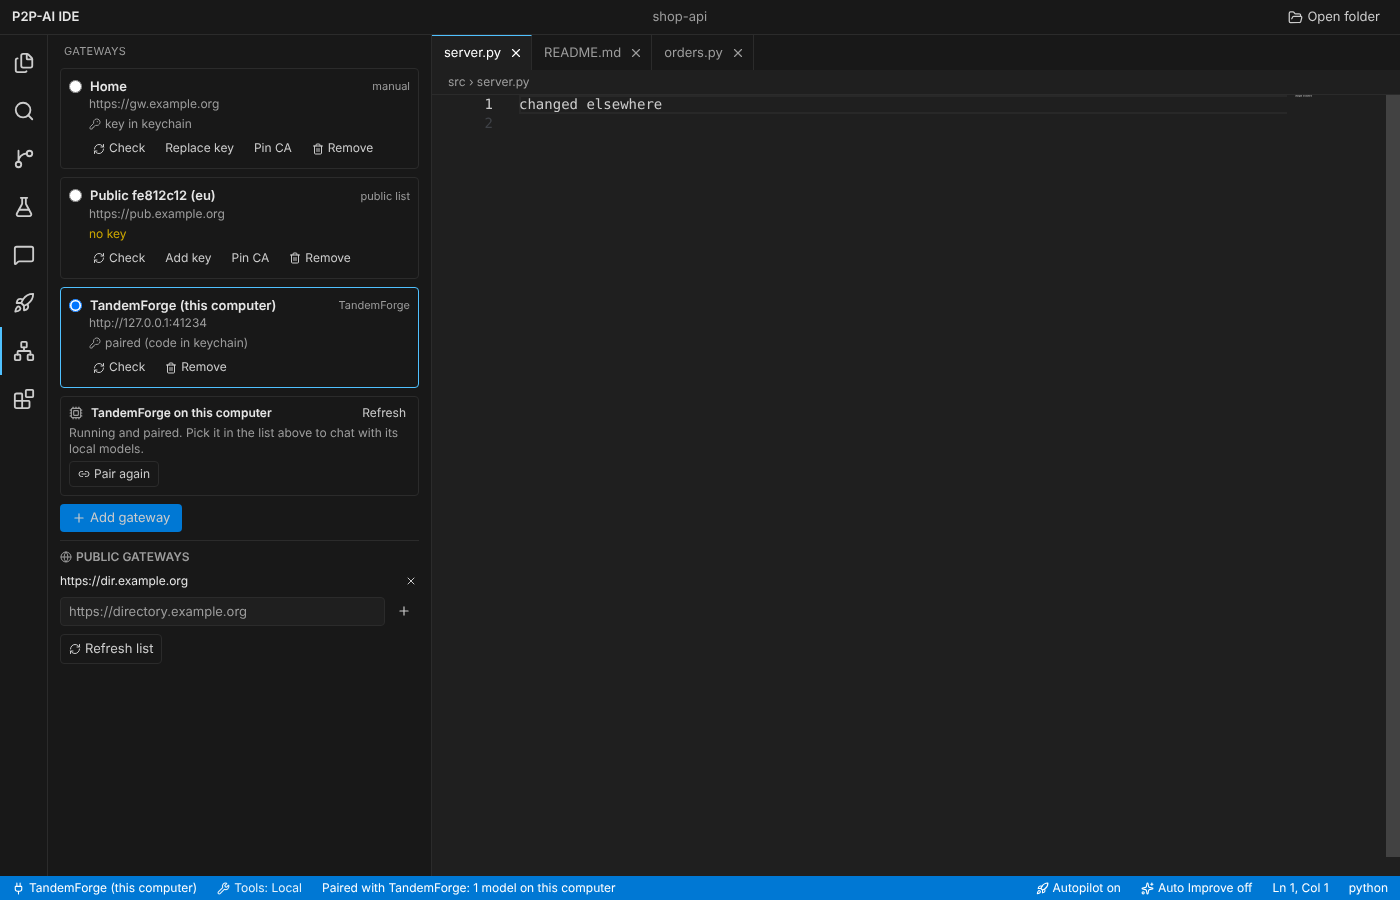 P2P-AI IDE
shop-api
Open folder
GATEWAYS
Home
manual
https://gw.example.org
key in keychain
Check Replace key Pin CA Remove
Public fe812c12 (eu)
public list
https://pub.example.org
no key
Check Add key Pin CA Remove
TandemForge (this computer)
TandemForge
http://127.0.0.1:41234
paired (code in keychain)
Check Remove
TandemForge on this computer
Refresh
Running and paired. Pick it in the list above to chat with its
local models.
Pair again
Add gateway
PUBLIC GATEWAYS
https://dir.example.org
https://directory.example.org
Refresh list
server.py README.md orders.py
src › server.py
1 changed elsewhere
2
TandemForge (this computer) Tools: Local Paired with TandemForge: 1 model on this computer
Autopilot on Auto Improve off Ln 1, Col 1 python